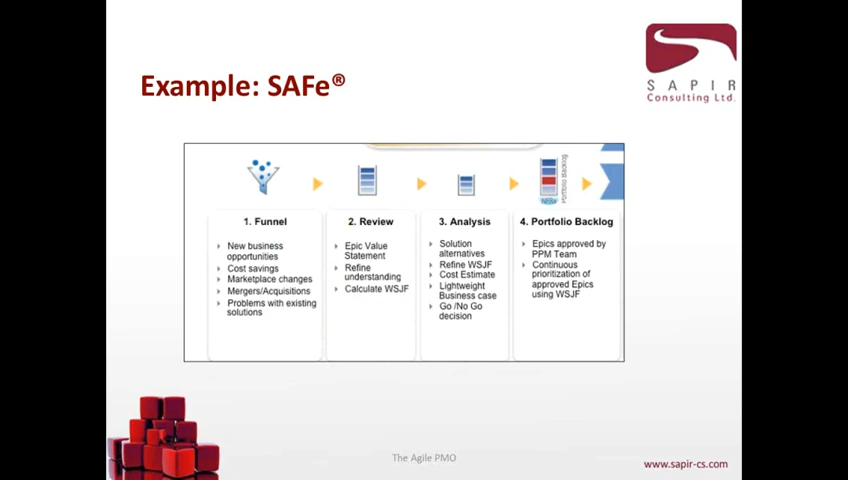 Example: SAFe®
SAPIR
Consulting Ltd.
Portfolio Backlog
NFRs
1. Funnel
New business
opportunities
Cost savings
Marketplace changes
Mergers/Acquisitions
Problems with existing
solutions
2. Review
Epic Value
Statement
Refine
understanding
Calculate WSJF
3. Analysis
Solution
alternatives
Refine WSJF
Cost Estimate
Lightweight
Business case
Go /No Go
decision
4. Portfolio Backlog
Epics approved by
PPM Team
Continuous
prioritization of
approved Epics
using WSJF
The Agile PMO
www.sapir-cs.com